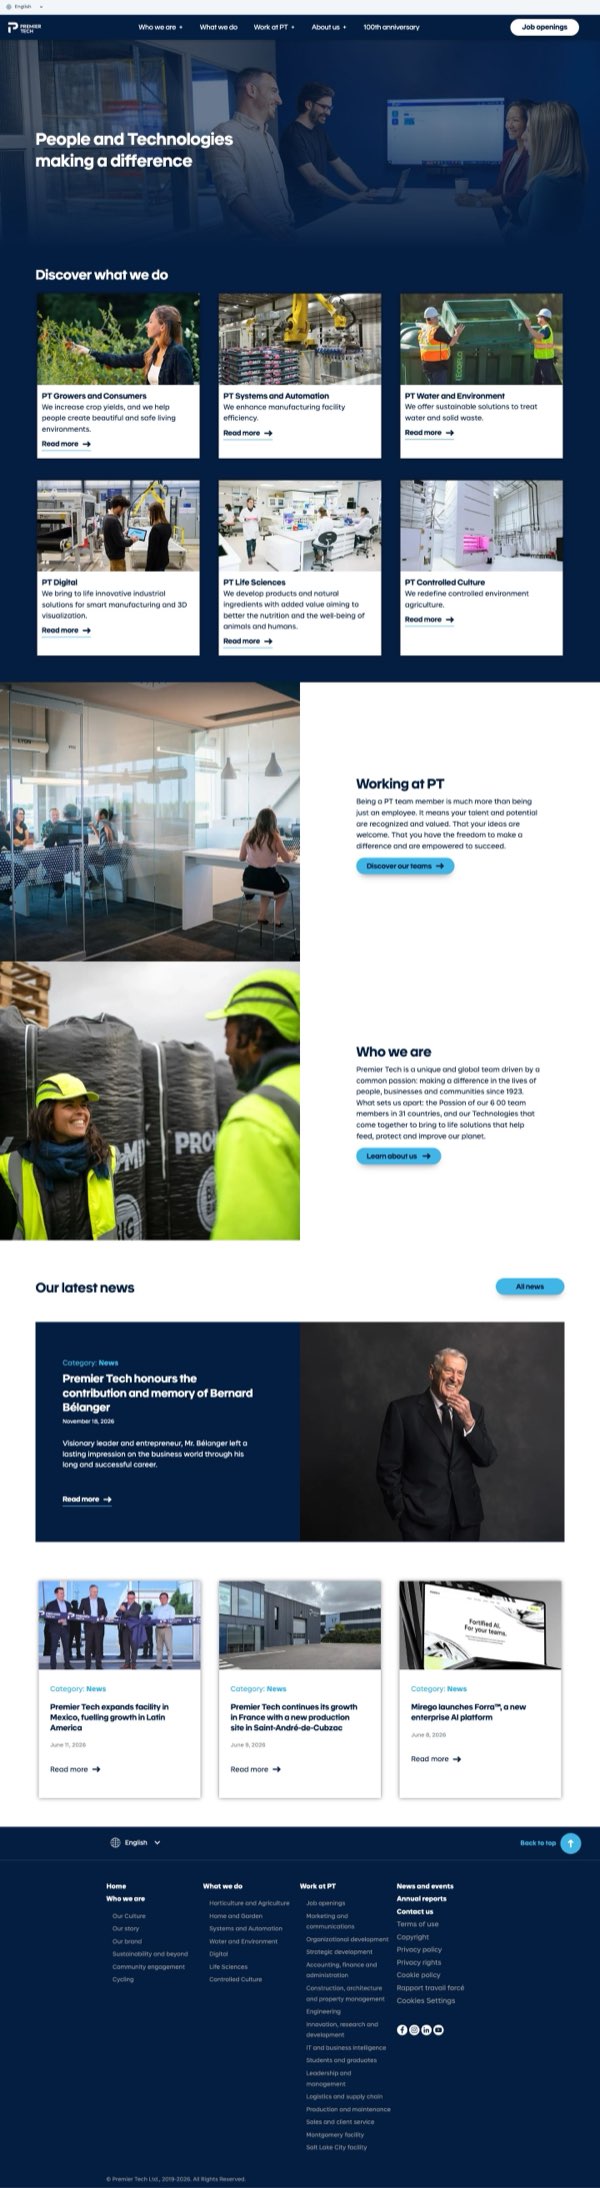 English
PREMIER
TECH
Who we are +
What we do
Work at PT +
About us +
100th anniversary
Job openings
People and Technologies
making a difference
Discover what we do
PT Growers and Consumers
We increase crop yields, and we help
people create beautiful and safe living
environments.
Read more
PT Systems and Automation
We enhance manufacturing facility
efficiency.
Read more
PT Water and Environment
We offer sustainable solutions to treat
water and solid waste.
Read more
PT Digital
We bring to life innovative industrial
solutions for smart manufacturing and 3D
visualization.
Read more
PT Life Sciences
We develop products and natural
ingredients with added value aiming to
better the nutrition and the well-being of
animals and humans.
Read more
PT Controlled Culture
We redefine controlled environment
agriculture.
Read more
Working at PT
Being a PT team member is much more than being
just an employee. It means your talent and potential
are recognized and valued. That your ideas are
welcome. That you have the freedom to make a
difference and are empowered to succeed.
Discover our teams
Who we are
Premier Tech is a unique and global team driven by a
common passion: making a difference in the lives of
people, businesses and communities since 1923.
What sets us apart: the Passion of our 6 00 team
members in 31 countries, and our Technologies that
come together to bring to life solutions that help
feed, protect and improve our planet.
Learn about us
Our latest news
All news
Category: News
Premier Tech honours the
contribution and memory of Bernard
Bélanger
November 18, 2026
Visionary leader and entrepreneur, Mr. Bélanger left a
lasting impression on the business world through his
long and successful career.
Read more
Category: News
Premier Tech expands facility in
Mexico, fuelling growth in Latin
America
June 11, 2026
Read more
Category: News
Premier Tech continues its growth
in France with a new production
site in Saint-André-de-Cubzac
June 9, 2026
Read more
Fortified AI.
For your teams.
Category: News
Mirego launches Forra™, a new
enterprise AI platform
June 8, 2026
Read more
English
Back to top
Home
Who we are
Our Culture
Our story
Our brand
Sustainability and beyond
Community engagement
Cycling
What we do
Horticulture and Agriculture
Home and Garden
Systems and Automation
Water and Environment
Digital
Life Sciences
Controlled Culture
Work at PT
Job openings
Marketing and
communications
Organizational development
Strategic development
Accounting, finance and
administration
Construction, architecture
and property management
Engineering
Innovation, research and
development
IT and business intelligence
Students and graduates
Leadership and
management
Logistics and supply chain
Production and maintenance
Sales and client service
Montgomery facility
Salt Lake City facility
News and events
Annual reports
Contact us
Terms of use
Copyright
Privacy policy
Privacy rights
Cookie policy
Rapport travail forcé
Cookies Settings
© Premier Tech Ltd., 2019-2026. All Rights Reserved.